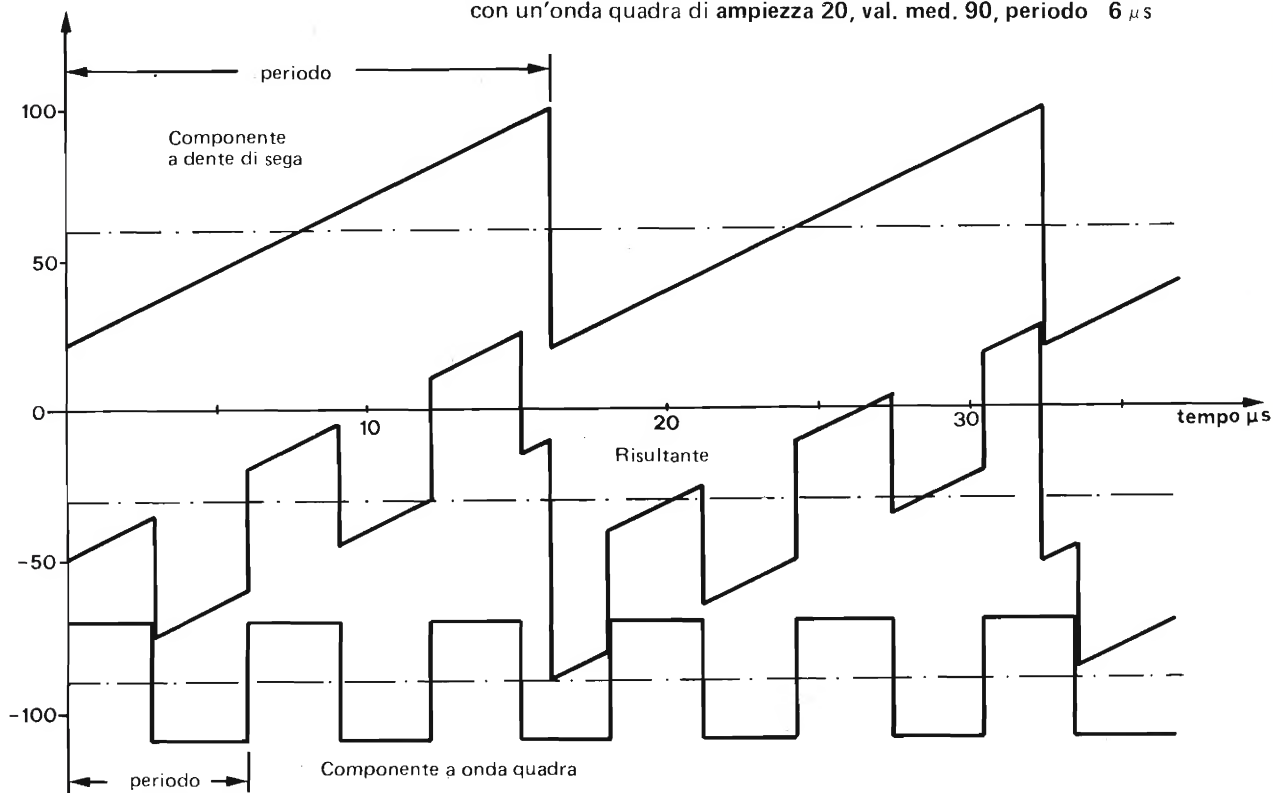 con un'onda quadra di ampiezza 20, val. med. 90, periodo 6 µs
periodo
100
Componente
a dente di sega
50
0
10
20
30
tempo µs
Risultante
-50
-100
periodo
Componente a onda quadra